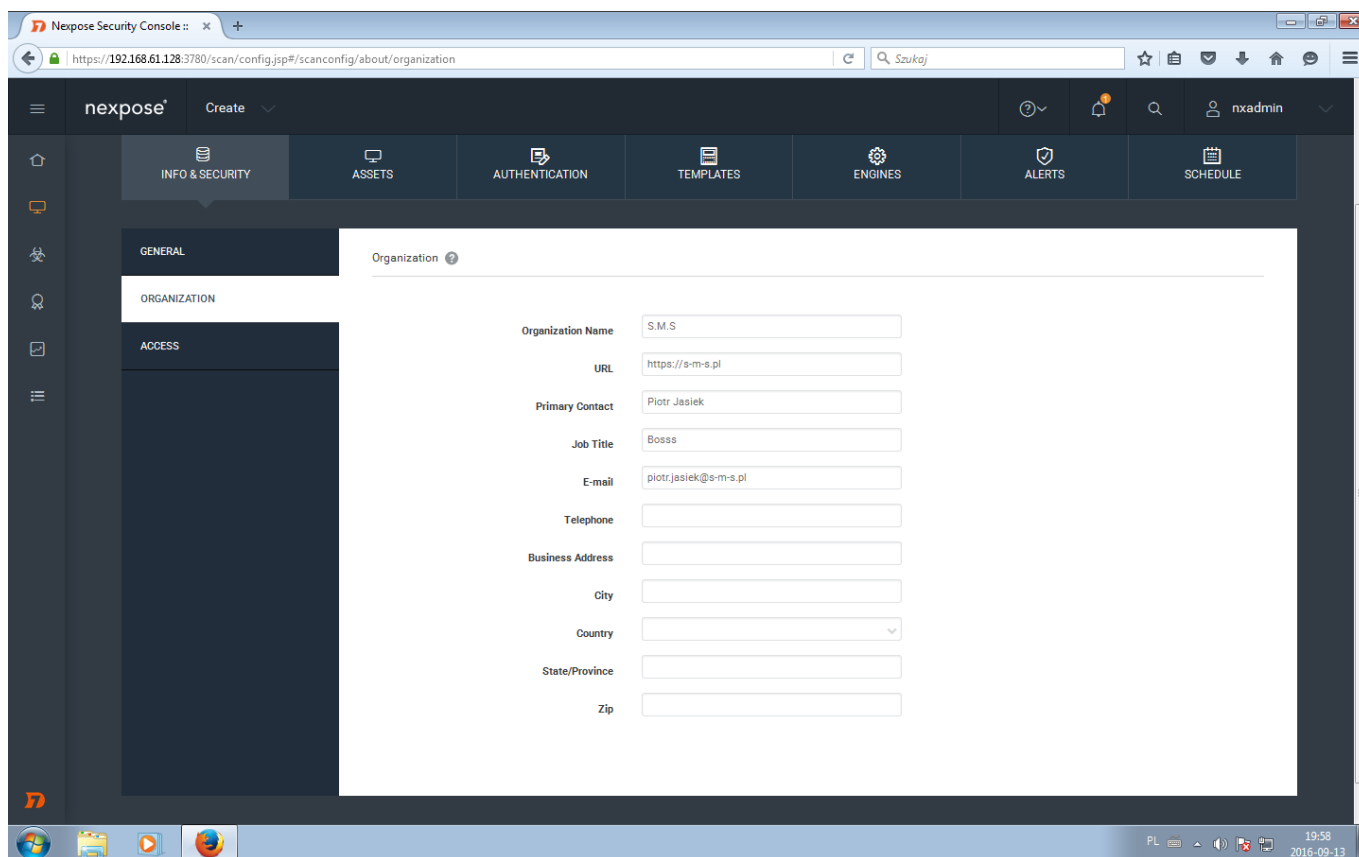 Nexpose Security Console ::
https://192.168.61.128:3780/scan/config.jsp#/scanconfig/about/organization
Szukaj
nexpose®
Create
1
nxadmin
INFO & SECURITY
ASSETS
AUTHENTICATION
TEMPLATES
ENGINES
ALERTS
SCHEDULE
GENERAL
ORGANIZATION
ACCESS
Organization ?
Organization Name S.M.S
URL https://s-m-s.pl
Primary Contact Piotr Jasiek
Job Title Bosss
E-mail piotr.jasiek@s-m-s.pl
Telephone
Business Address
City
Country
State/Province
Zip
PL
19:58
2016-09-13